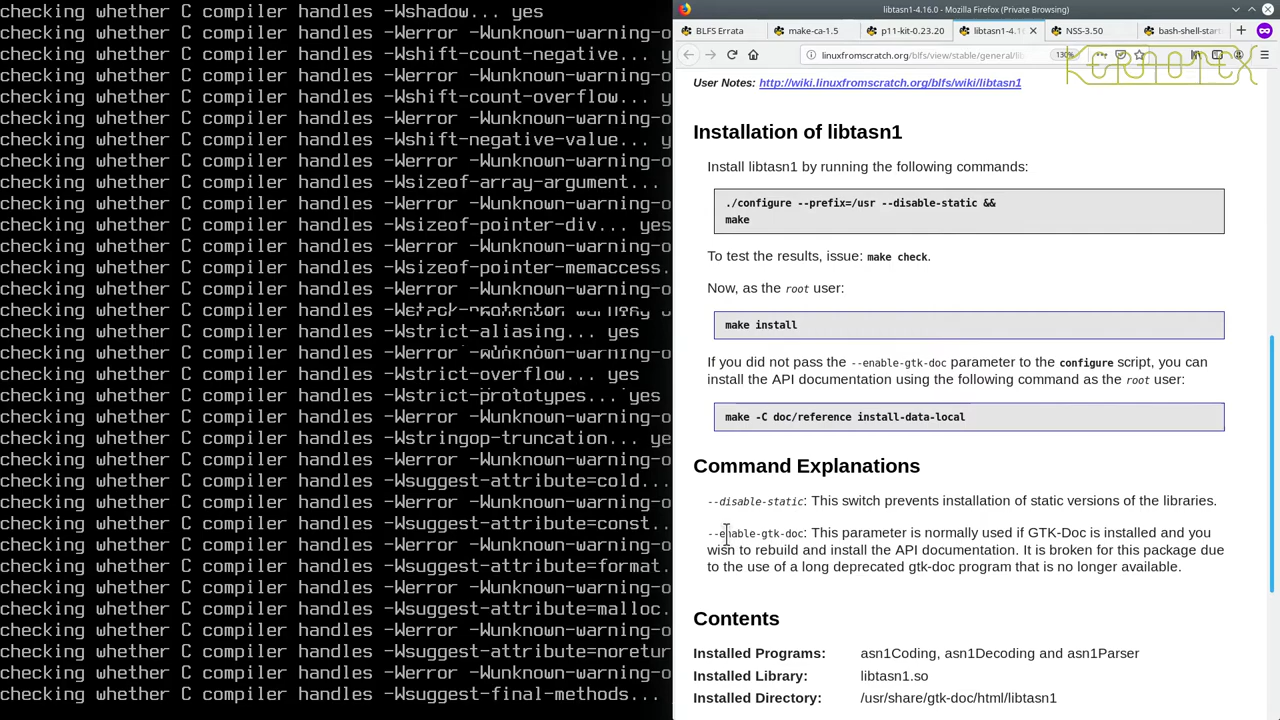 checking whether C compiler handles -Wshadow... yes
checking whether C compiler handles -Werror -Wunknown-warning-o
checking whether C compiler handles -Wshift-count-negative... y
checking whether C compiler handles -Werror -Wunknown-warning-o
checking whether C compiler handles -Wshift-count-overflow... y
checking whether C compiler handles -Werror -Wunknown-warning-o
checking whether C compiler handles -Wshift-negative-value... y
checking whether C compiler handles -Werror -Wunknown-warning-o
checking whether C compiler handles -Wsizeof-array-argument...
checking whether C compiler handles -Werror -Wunknown-warning-o
checking whether C compiler handles -Wsizeof-pointer-div... yes
checking whether C compiler handles -Werror -Wunknown-warning-o
checking whether C compiler handles -Wsizeof-pointer-memaccess.
checking whether C compiler handles -Werror -Wunknown-warning-o
checking whether C compiler handles
checking whether C compiler handles -Wstrict-aliasing... yes
checking whether C compiler handles -Werror -Wunknown-warning-o
checking whether C compiler handles -Wstrict-overflow... yes
checking whether C compiler handles -Wstrict-prototypes... yes
checking whether C compiler handles -Werror -Wunknown-warning-o
checking whether C compiler handles -Wstringop-truncation... ye
checking whether C compiler handles -Werror -Wunknown-warning-o
checking whether C compiler handles -Wsuggest-attribute=cold...
checking whether C compiler handles -Werror -Wunknown-warning-o
checking whether C compiler handles -Wsuggest-attribute=const..
checking whether C compiler handles -Werror -Wunknown-warning-o
checking whether C compiler handles -Wsuggest-attribute=format.
checking whether C compiler handles -Werror -Wunknown-warning-o
checking whether C compiler handles -Wsuggest-attribute=malloc.
checking whether C compiler handles -Werror -Wunknown-warning-o
checking whether C compiler handles -Wsuggest-attribute=noretur
checking whether C compiler handles -Werror -Wunknown-warning-o
checking whether C compiler handles -Wsuggest-final-methods...
libtasn1-4.16.0 - Mozilla Firefox (Private Browsing)
BLFS Errata make-ca-1.5 p11-kit-0.23.20 libtasn1-4.1 NSS-3.50 bash-shell-start
linuxfromscratch.org/blfs/view/stable/general/lib 130%
User Notes: http://wiki.linuxfromscratch.org/blfs/wiki/libtasn1
Installation of libtasn1
Install libtasn1 by running the following commands:
./configure --prefix=/usr --disable-static &&
make
To test the results, issue: make check.
Now, as the root user:
make install
If you did not pass the --enable-gtk-doc parameter to the configure script, you can
install the API documentation using the following command as the root user:
make -C doc/reference install-data-local
Command Explanations
--disable-static: This switch prevents installation of static versions of the libraries.
--enable-gtk-doc: This parameter is normally used if GTK-Doc is installed and you
wish to rebuild and install the API documentation. It is broken for this package due
to the use of a long deprecated gtk-doc program that is no longer available.
Contents
Installed Programs: asn1Coding, asn1Decoding and asn1Parser
Installed Library: libtasn1.so
Installed Directory: /usr/share/gtk-doc/html/libtasn1